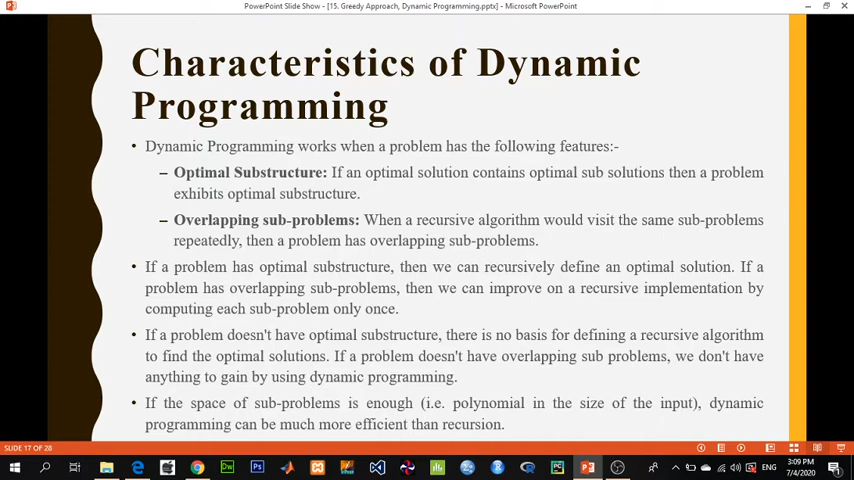 PowerPoint Slide Show - [15. Greedy Approach, Dynamic Programming.pptx] - Microsoft PowerPoint
Characteristics of Dynamic
Programming
• Dynamic Programming works when a problem has the following features:-
– Optimal Substructure: If an optimal solution contains optimal sub solutions then a problem
exhibits optimal substructure.
– Overlapping sub-problems: When a recursive algorithm would visit the same sub-problems
repeatedly, then a problem has overlapping sub-problems.
• If a problem has optimal substructure, then we can recursively define an optimal solution. If a
problem has overlapping sub-problems, then we can improve on a recursive implementation by
computing each sub-problem only once.
• If a problem doesn't have optimal substructure, there is no basis for defining a recursive algorithm
to find the optimal solutions. If a problem doesn't have overlapping sub problems, we don't have
anything to gain by using dynamic programming.
• If the space of sub-problems is enough (i.e. polynomial in the size of the input), dynamic
programming can be much more efficient than recursion.
SLIDE 17 OF 28
Dw Ps R PC ENG
3:09 PM
7/4/2020